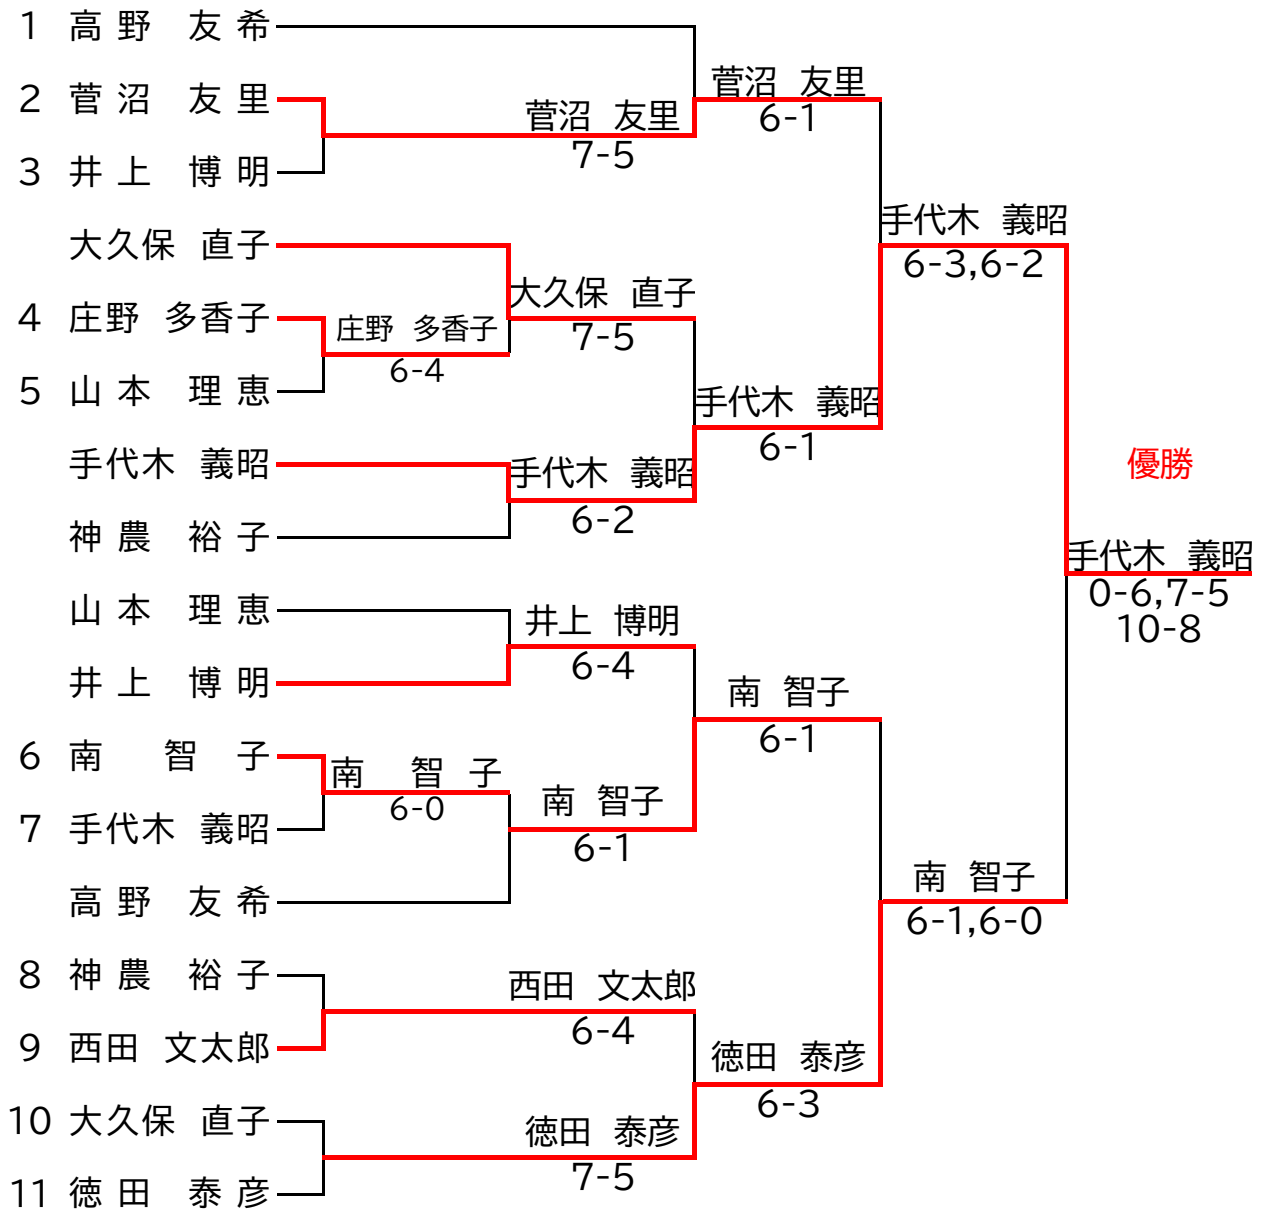 1 高野 友希
2 菅沼 友里
3 井上 博明
大久保 直子
4 庄野 多香子
5 山本 理恵
手代木 義昭
神農 裕子
山本 理恵
井上 博明
6 南 智子
7 手代木 義昭
高野 友希
8 神農 裕子
9 西田 文太郎
10 大久保 直子
11 徳田 泰彦
庄野 多香子
6-4
南 智子
6-0
菅沼 友里
7-5
大久保 直子
7-5
手代木 義昭
6-2
井上 博明
6-4
南 智子
6-1
西田 文太郎
6-4
徳田 泰彦
7-5
菅沼 友里
6-1
手代木 義昭
6-1
南 智子
6-1
徳田 泰彦
6-3
手代木 義昭
6-3,6-2
南 智子
6-1,6-0
優勝
手代木 義昭
0-6,7-5
10-8